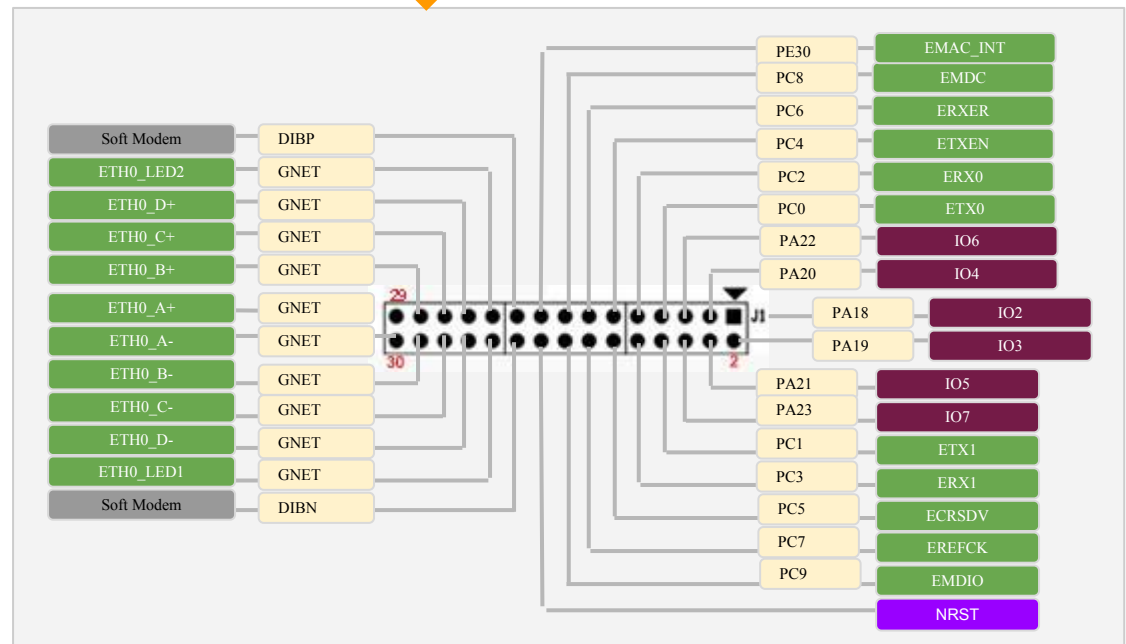 PE30 EMAC_INT
PC8 EMDC
PC6 ERXER
PC4 ETXEN
PC2 ERX0
PC0 ETX0
PA22 IO6
PA20 IO4
PA18 IO2
PA19 IO3
PA21 IO5
PA23 IO7
PC1 ETX1
PC3 ERX1
PC5 ECRSDV
PC7 EREFCK
PC9 EMDIO
NRST
Soft Modem DIBP
ETH0_LED2 GNET
ETH0_D+ GNET
ETH0_C+ GNET
ETH0_B+ GNET
ETH0_A+ GNET
ETH0_A- GNET
ETH0_B- GNET
ETH0_C- GNET
ETH0_D- GNET
ETH0_LED1 GNET
Soft Modem DIBN
29
J1
30
2